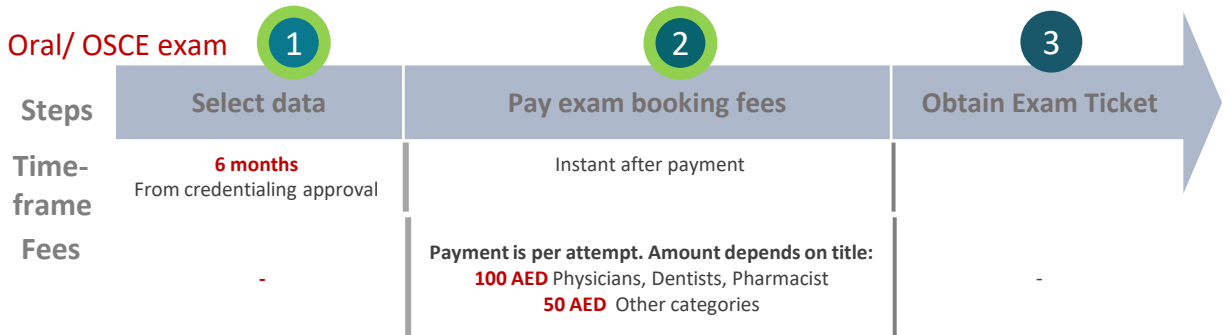 Oral/ OSCE exam
1
2
3
Steps
Select data
Pay exam booking fees
Obtain Exam Ticket
Time-
frame
6 months
From credentialing approval
Instant after payment
Fees
-
Payment is per attempt. Amount depends on title:
100 AED Physicians, Dentists, Pharmacist
50 AED Other categories
-